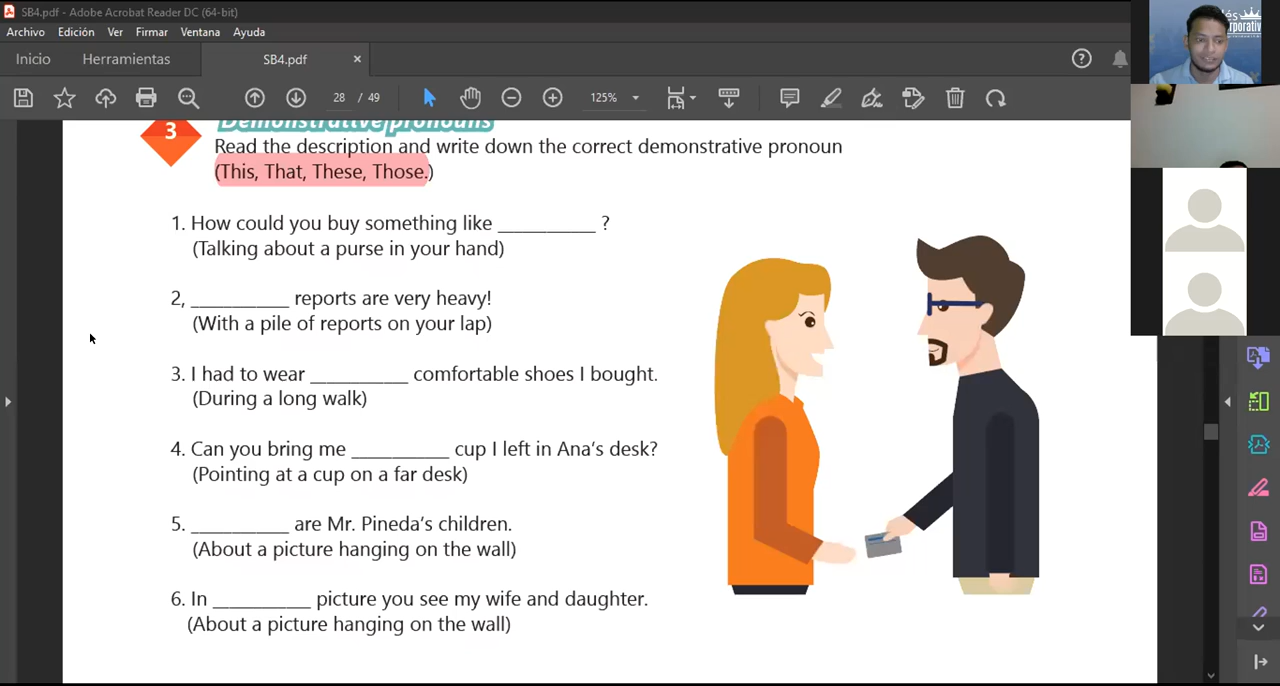 SB4.pdf - Adobe Acrobat Reader DC (64-bit)
Archivo Edición Ver Firmar Ventana Ayuda
Inicio Herramientas SB4.pdf ×
28 / 49 125%
3
Demonstrative pronouns
Read the description and write down the correct demonstrative pronoun
(This, That, These, Those.)
1. How could you buy something like __________ ?
(Talking about a purse in your hand)
2, __________ reports are very heavy!
(With a pile of reports on your lap)
3. I had to wear __________ comfortable shoes I bought.
(During a long walk)
4. Can you bring me __________ cup I left in Ana's desk?
(Pointing at a cup on a far desk)
5. __________ are Mr. Pineda's children.
(About a picture hanging on the wall)
6. In __________ picture you see my wife and daughter.
(About a picture hanging on the wall)